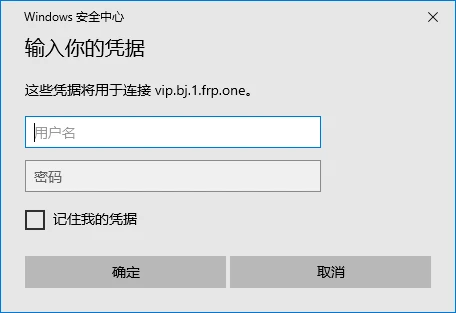 Windows 安全中心
输入你的凭据
这些凭据将用于连接 vip.bj.1.frp.one。
用户名
密码
记住我的凭据
确定
取消